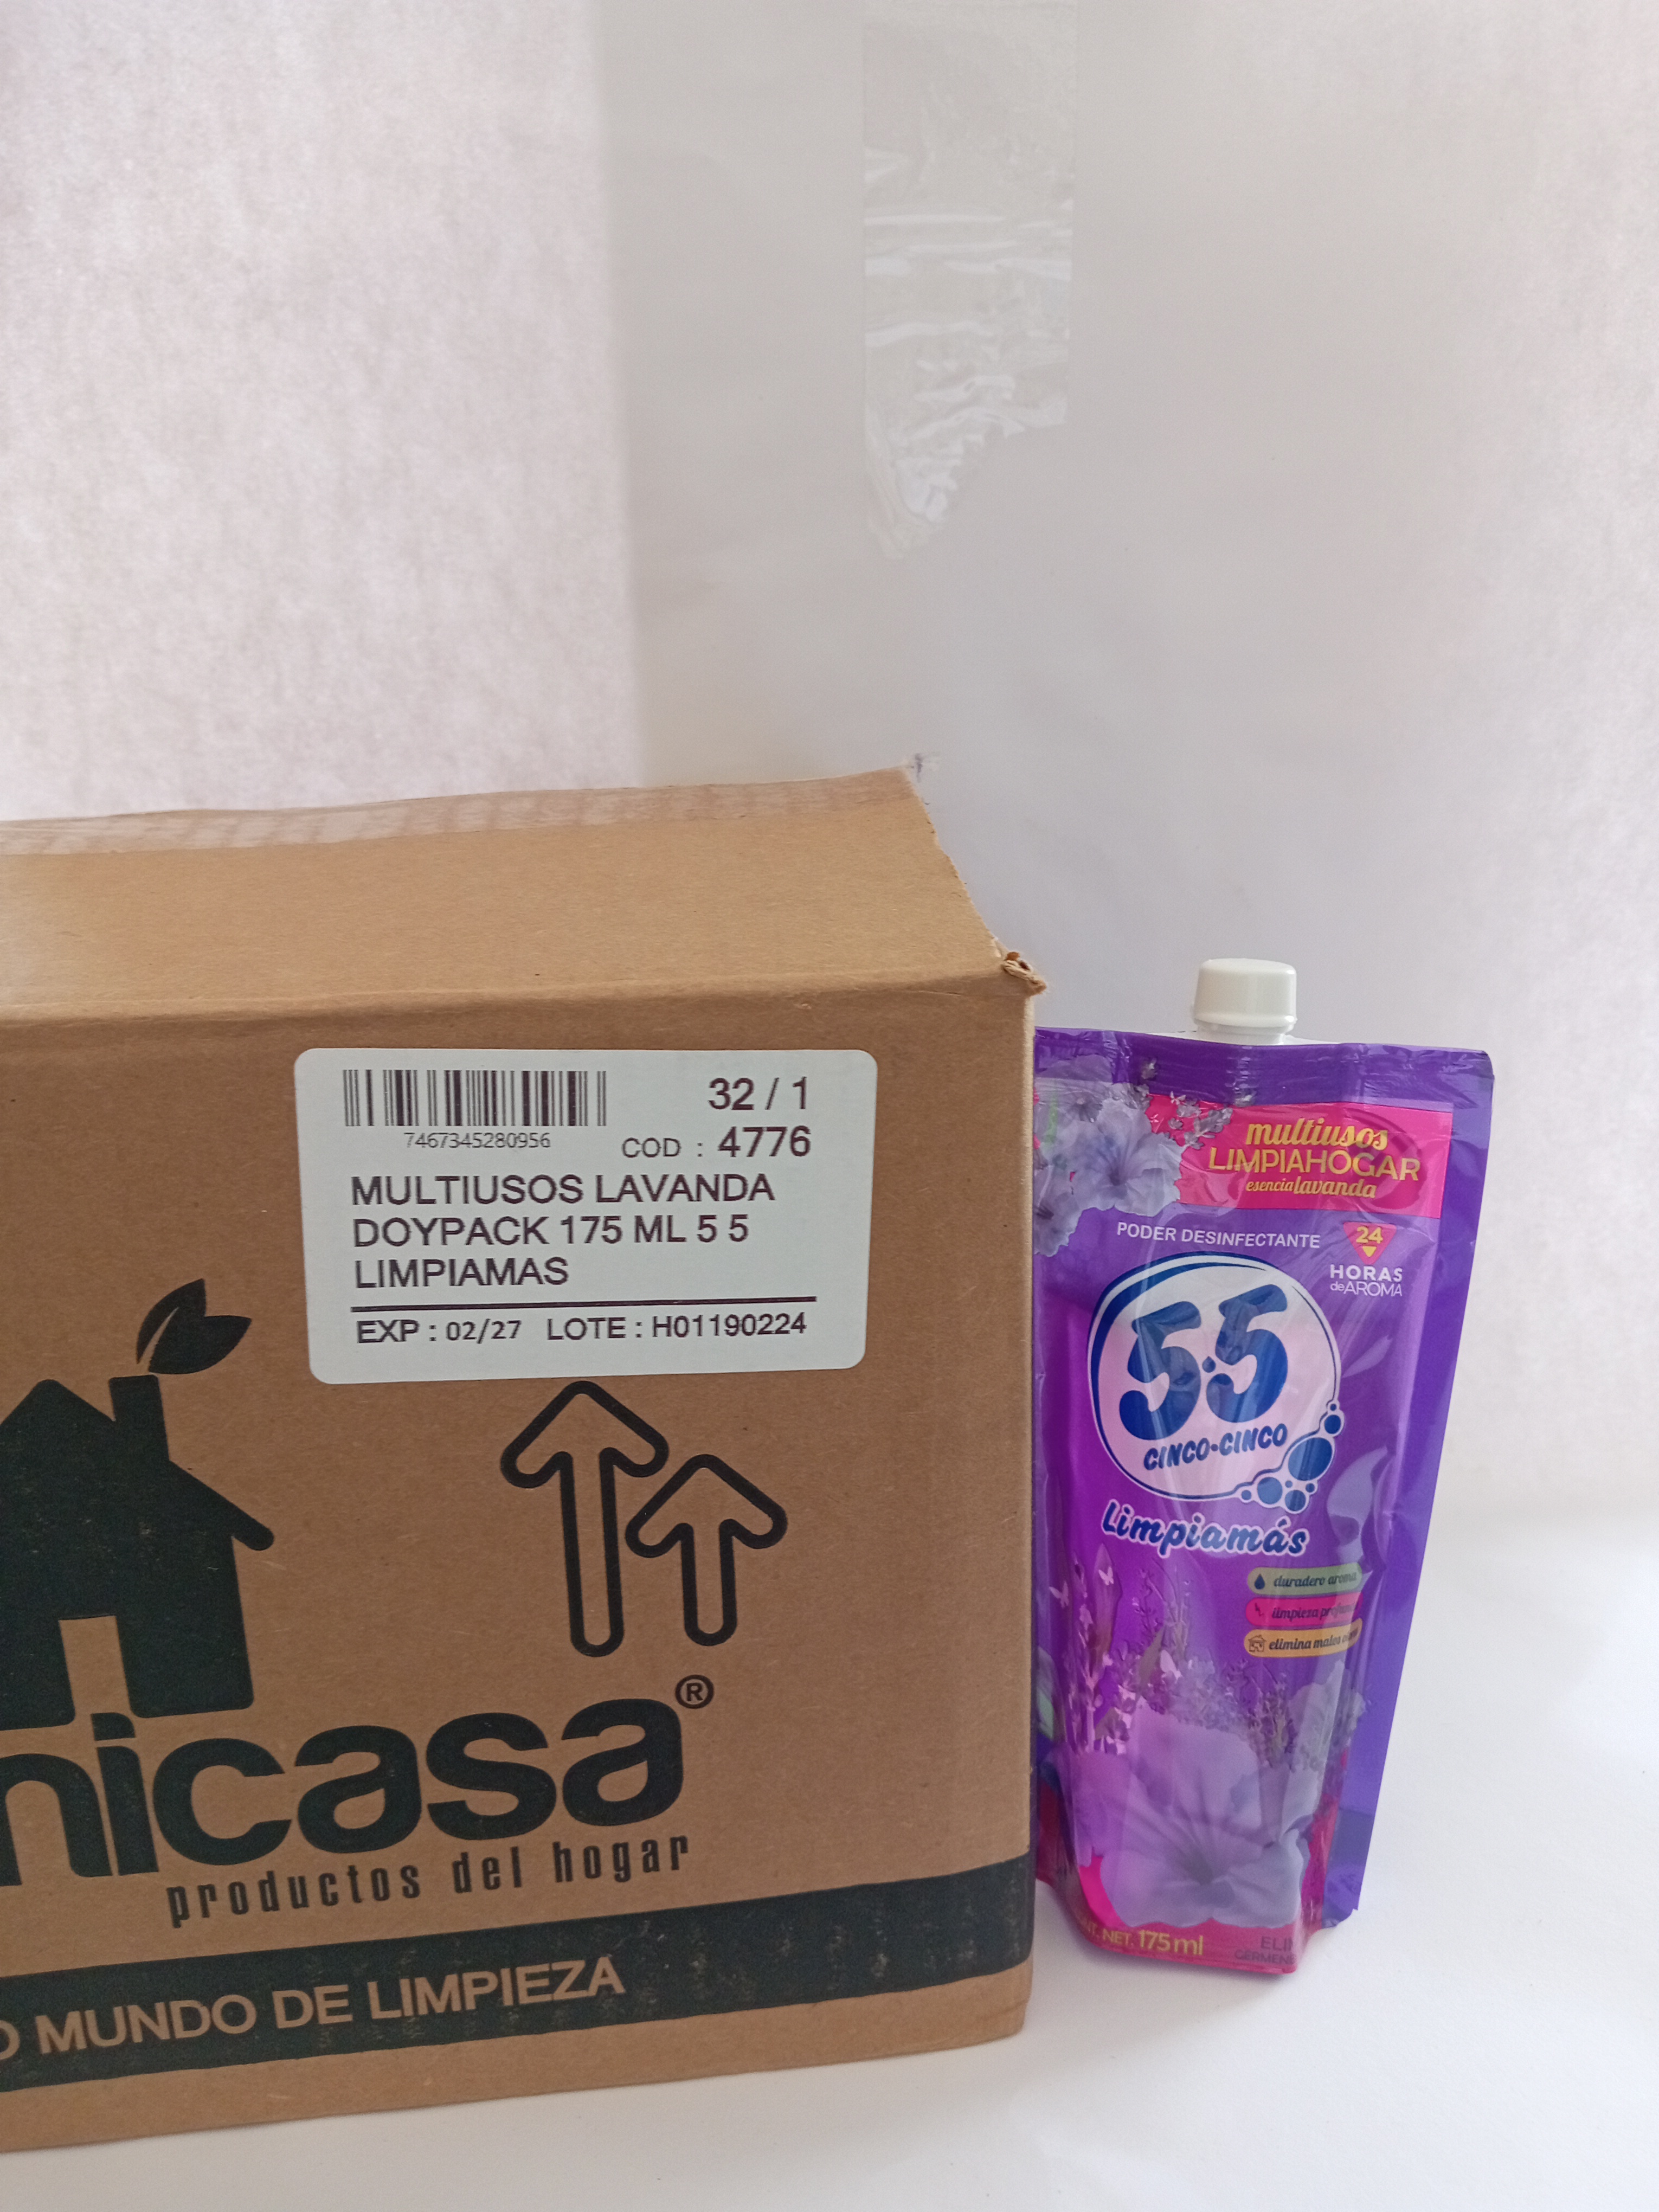 32 / 1
7467345280956
COD : 4776
MULTIUSOS LAVANDA
DOYPACK 175 ML 5 5
LIMPIAMAS
EXP : 02/27 LOTE : H01190224
nicasa®
productos del hogar
O MUNDO DE LIMPIEZA
multiusos
LIMPIAHOGAR
esencia lavanda
PODER DESINFECTANTE
24
HORAS
de AROMA
5.5
CINCO-CINCO
Limpiamás
duradero aroma
limpieza
elimina malos
NET. 175ml